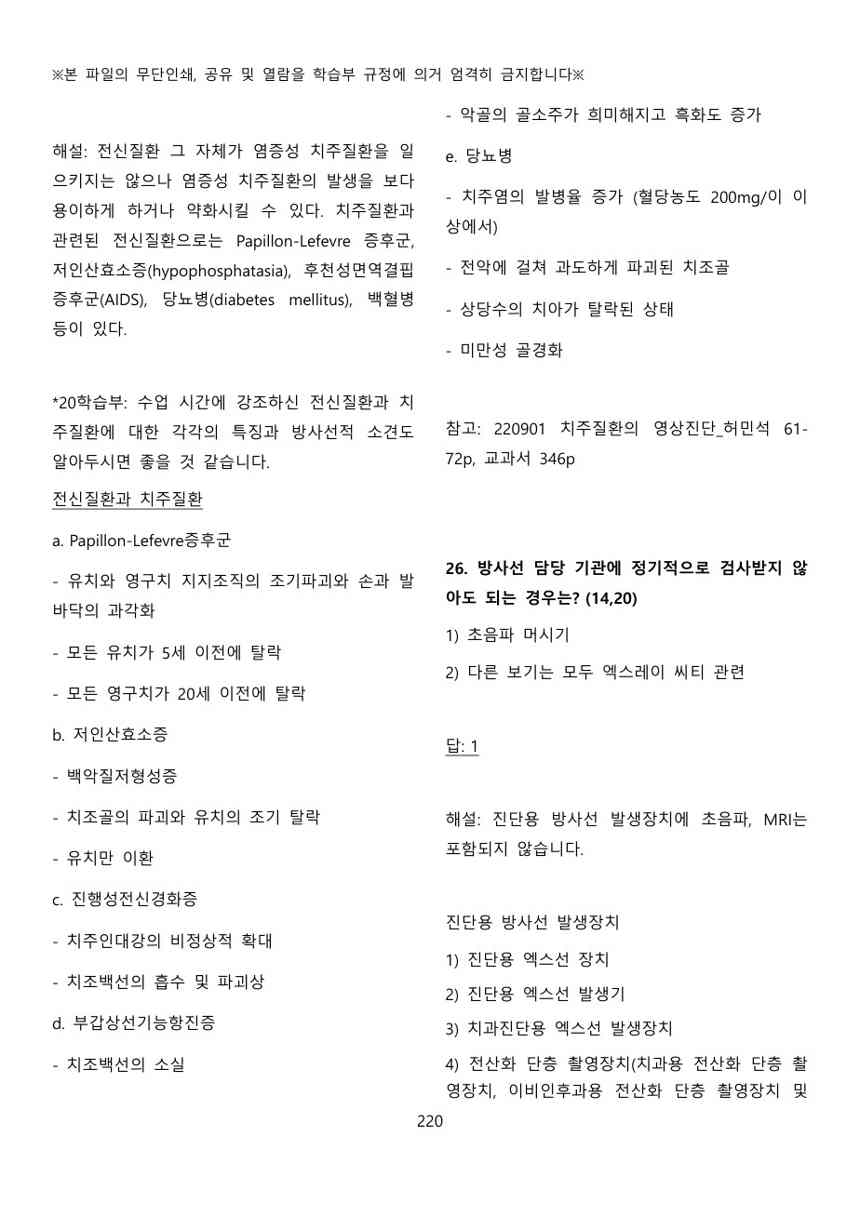 ※본 파일의 무단인쇄, 공유 및 열람을 학습부 규정에 의거 엄격히 금지합니다※
해설: 전신질환 그 자체가 염증성 치주질환을 일
으키지는 않으나 염증성 치주질환의 발생을 보다
용이하게 하거나 약화시킬 수 있다. 치주질환과
관련된 전신질환으로는 Papillon-Lefevre 증후군,
저인산효소증(hypophosphatasia), 후천성면역결핍
증후군(AIDS), 당뇨병(diabetes mellitus), 백혈병
등이 있다.
*20학습부: 수업 시간에 강조하신 전신질환과 치
주질환에 대한 각각의 특징과 방사선적 소견도
알아두시면 좋을 것 같습니다.
전신질환과 치주질환
a. Papillon-Lefevre증후군
- 유치와 영구치 지지조직의 조기파괴와 손과 발
바닥의 과각화
- 모든 유치가 5세 이전에 탈락
- 모든 영구치가 20세 이전에 탈락
b. 저인산효소증
- 백악질저형성증
- 치조골의 파괴와 유치의 조기 탈락
- 유치만 이환
c. 진행성전신경화증
- 치주인대강의 비정상적 확대
- 치조백선의 흡수 및 파괴상
d. 부갑상선기능항진증
- 치조백선의 소실
- 악골의 골소주가 희미해지고 흑화도 증가
e. 당뇨병
- 치주염의 발병율 증가 (혈당농도 200mg/이 이
상에서)
- 전악에 걸쳐 과도하게 파괴된 치조골
- 상당수의 치아가 탈락된 상태
- 미만성 골경화
참고: 220901 치주질환의 영상진단_허민석 61-
72p, 교과서 346p
26. 방사선 담당 기관에 정기적으로 검사받지 않
아도 되는 경우는? (14,20)
1) 초음파 머시기
2) 다른 보기는 모두 엑스레이 씨티 관련
답: 1
해설: 진단용 방사선 발생장치에 초음파, MRI는
포함되지 않습니다.
진단용 방사선 발생장치
1) 진단용 엑스선 장치
2) 진단용 엑스선 발생기
3) 치과진단용 엑스선 발생장치
4) 전산화 단층 촬영장치(치과용 전산화 단층 촬
영장치, 이비인후과용 전산화 단층 촬영장치 및
220